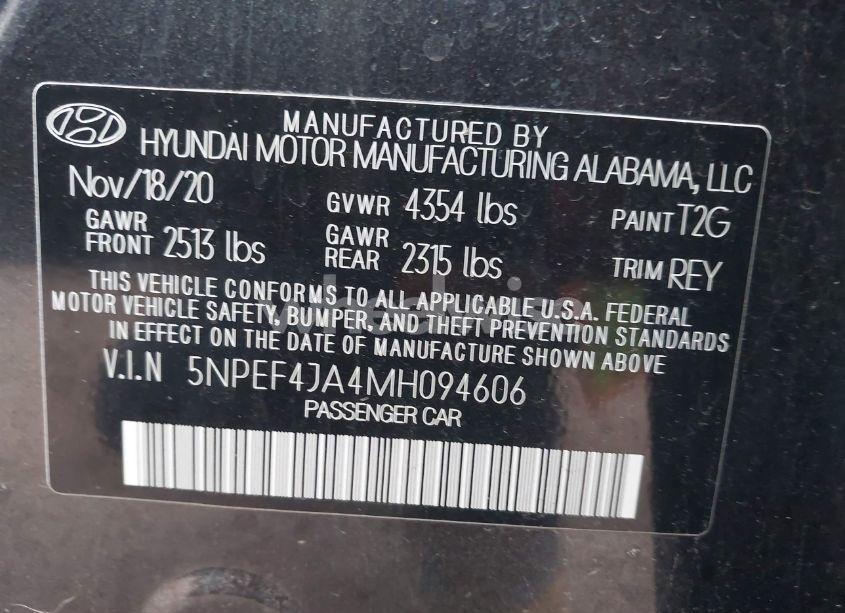 MANUFACTURED BY
HYUNDAI MOTOR MANUFACTURING ALABAMA, LLC
Nov/18/20 GVWR 4354 lbs PAINT T2G
GAWR FRONT 2513 lbs GAWR REAR 2315 lbs TRIM REY
THIS VEHICLE CONFORMS TO ALL APPLICABLE U.S.A. FEDERAL
MOTOR VEHICLE SAFETY, BUMPER, AND THEFT PREVENTION STANDARDS
IN EFFECT ON THE DATE OF MANUFACTURE SHOWN ABOVE
V.I.N 5NPEF4JA4MH094606
PASSENGER CAR